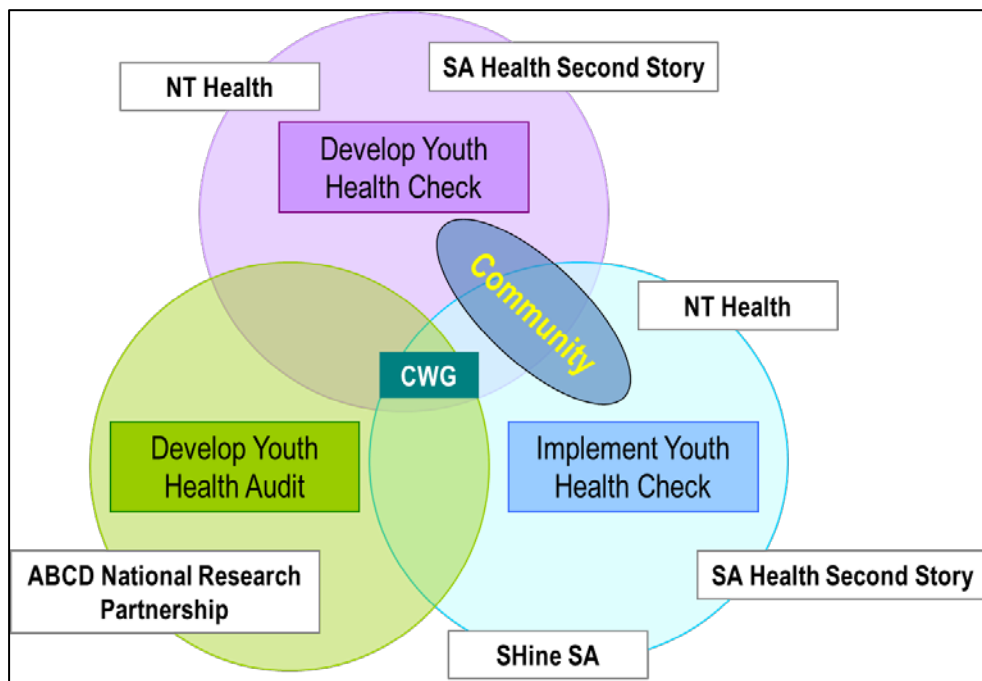 SA Health Second Story
NT Health
Develop Youth
Health Check
Community
NT Health
CWG
Develop Youth
Health Audit
Implement Youth
Health Check
ABCD National Research
Partnership
SA Health Second Story
SHine SA